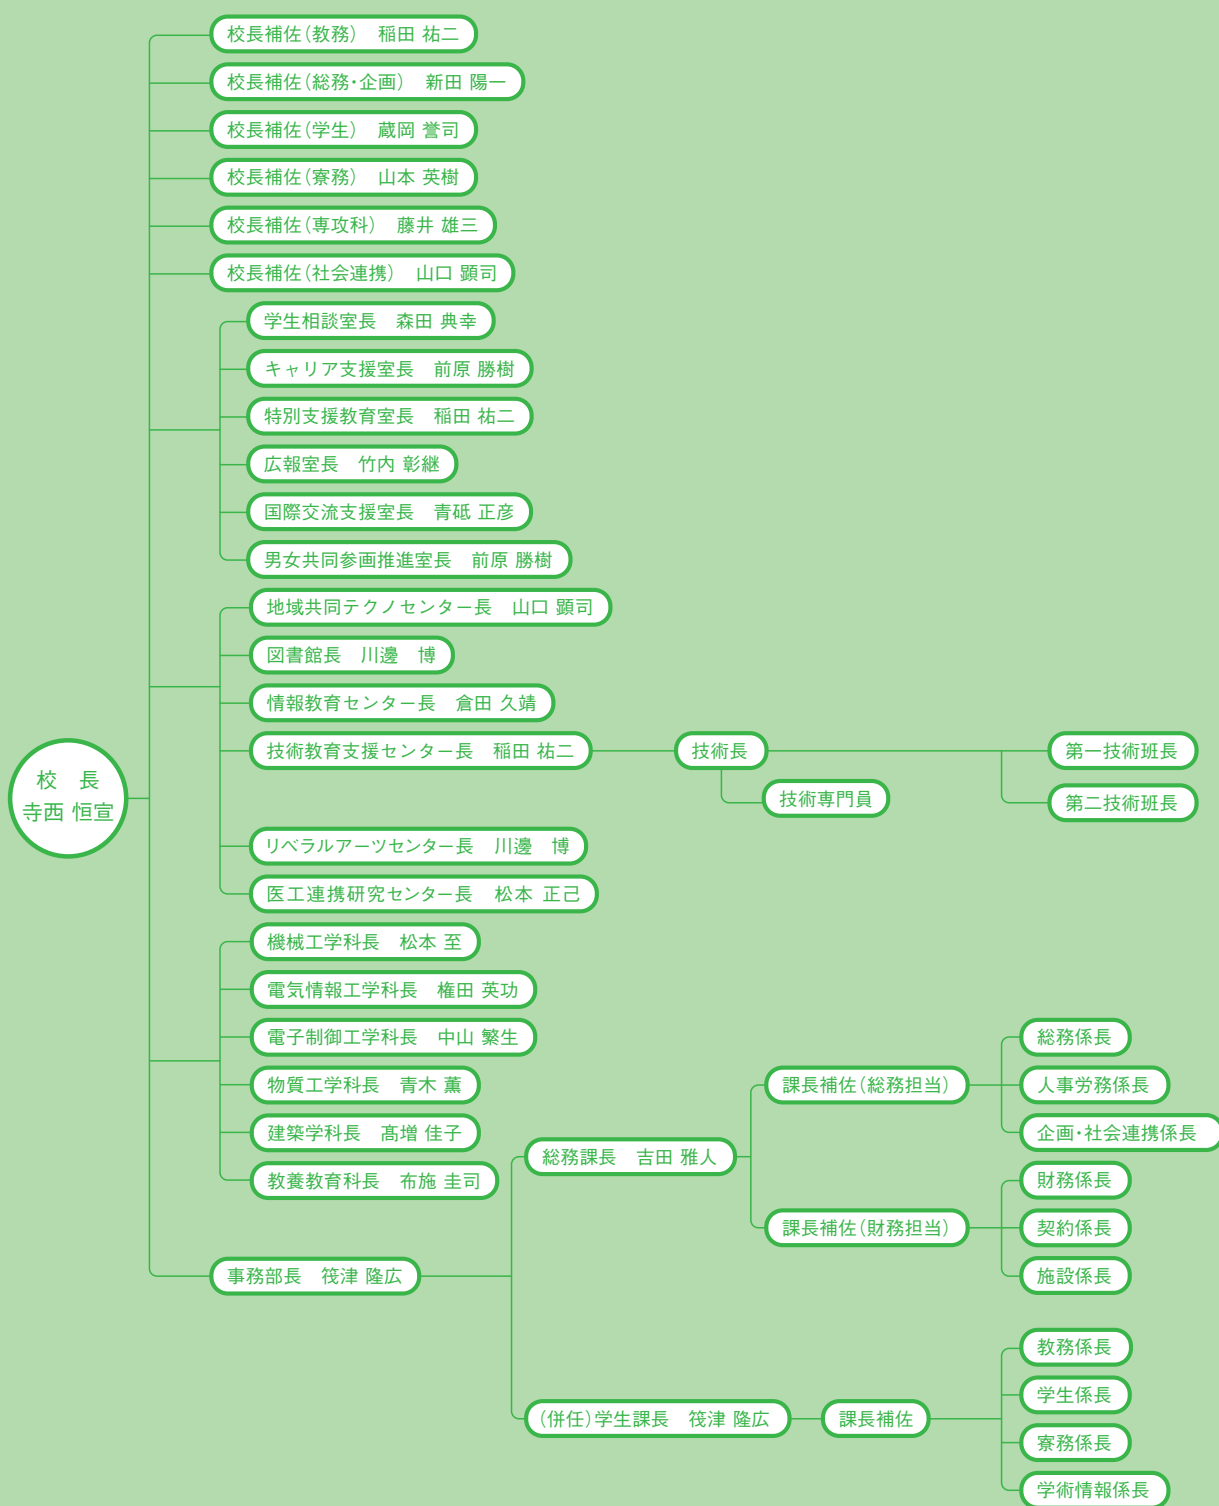 校長補佐（教務）　稲田 祐二
校長補佐（総務・企画）　新田 陽一
校長補佐（学生）　蔵岡 誉司
校長補佐（寮務）　山本 英樹
校長補佐（専攻科）　藤井 雄三
校長補佐（社会連携）　山口 顕司
学生相談室長　森田 典幸
キャリア支援室長　前原 勝樹
特別支援教育室長　稲田 祐二
広報室長　竹内 彰継
国際交流支援室長　青砥 正彦
男女共同参画推進室長　前原 勝樹
地域共同テクノセンター長　山口 顕司
図書館長　川邊　博
情報教育センター長　倉田 久靖
技術教育支援センター長　稲田 祐二
技術長
第一技術班長
技術専門員
第二技術班長
校　長
寺西 恒宣
リベラルアーツセンター長　川邊　博
医工連携研究センター長　松本 正己
機械工学科長　松本 至
電気情報工学科長　権田 英功
電子制御工学科長　中山 繁生
物質工学科長　青木 薫
建築学科長　髙増 佳子
教養教育科長　布施 圭司
事務部長　筏津 隆広
総務課長　吉田 雅人
課長補佐（総務担当）
総務係長
人事労務係長
企画・社会連携係長
課長補佐（財務担当）
財務係長
契約係長
施設係長
（併任）学生課長　筏津 隆広
課長補佐
教務係長
学生係長
寮務係長
学術情報係長